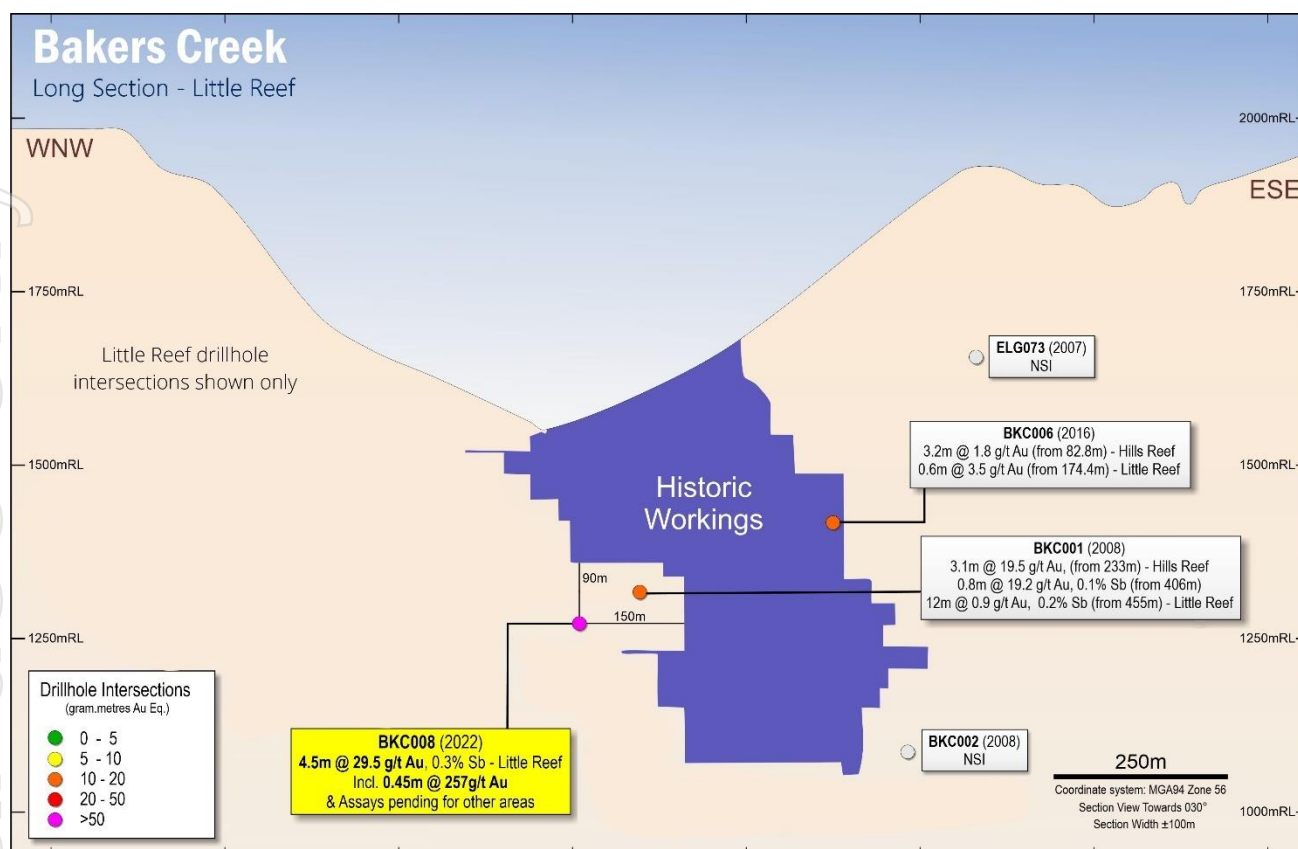 Bakers Creek
Long Section - Little Reef
2000mRL
WNW
ESE
1750mRL
1750mRL
Little Reef drillhole
intersections shown only
ELG073 (2007)
NSI
BKC006 (2016)
3.2m @ 1.8 g/t Au (from 82.8m) - Hills Reef
0.6m @ 3.5 g/t Au (from 174.4m) - Little Reef
1500mRL
1500mRL
Historic
Workings
BKC001 (2008)
3.1m @ 19.5 g/t Au, (from 233m) - Hills Reef
0.8m @ 19.2 g/t Au, 0.1% Sb (from 406m)
12m @ 0.9 g/t Au, 0.2% Sb (from 455m) - Little Reef
90m
150m
1250mRL
1250mRL
Drillhole Intersections
(gram.metres Au Eq.)
0 - 5
5 - 10
10 - 20
20 - 50
>50
BKC008 (2022)
4.5m @ 29.5 g/t Au, 0.3% Sb - Little Reef
Incl. 0.45m @ 257g/t Au
& Assays pending for other areas
BKC002 (2008)
NSI
250m
Coordinate system: MGA94 Zone 56
Section View Towards 030°
Section Width ±100m
1000mRL